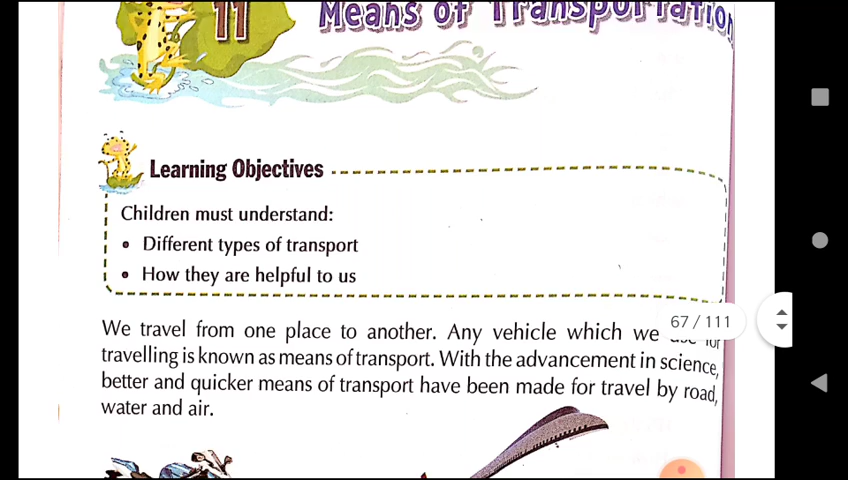 11
Means of Transportation
Learning Objectives
Children must understand:
• Different types of transport
• How they are helpful to us
We travel from one place to another. Any vehicle which we use for
67 / 111
travelling is known as means of transport. With the advancement in science,
better and quicker means of transport have been made for travel by road,
water and air.